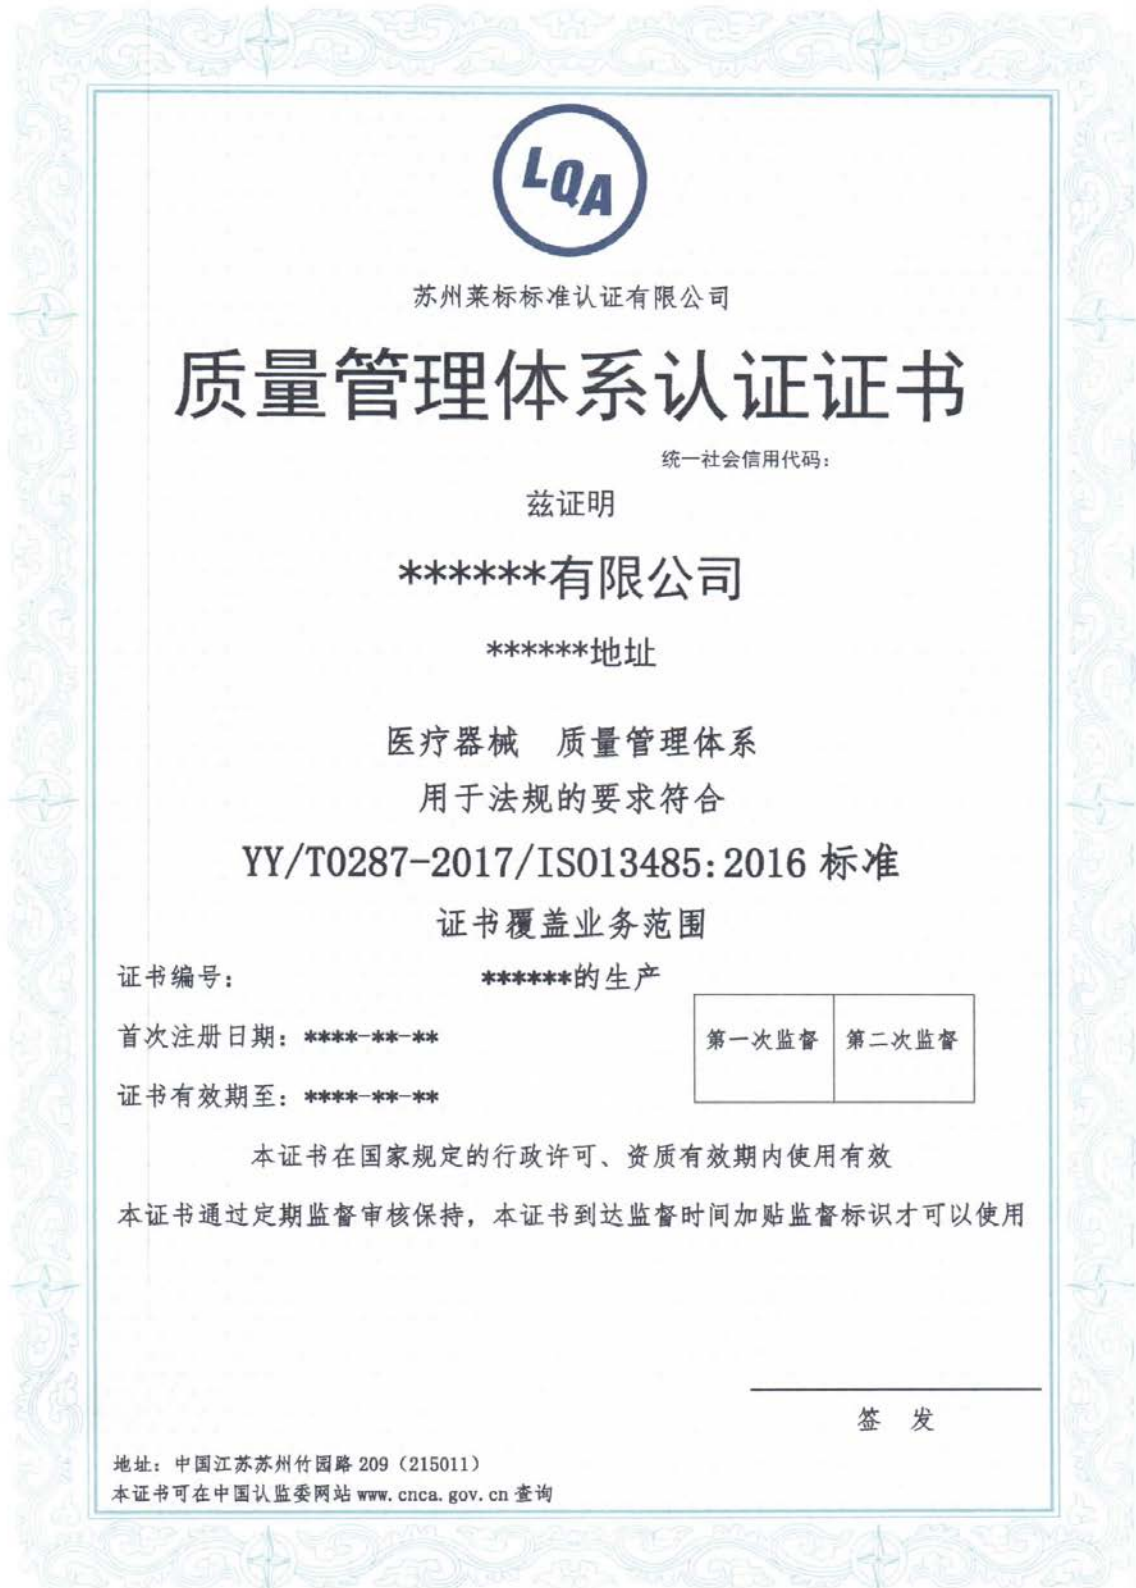 LQA
苏州莱标标准认证有限公司
质量管理体系认证证书
统一社会信用代码：
兹证明
******有限公司
******地址
医疗器械 质量管理体系
用于法规的要求符合
YY/T0287-2017/ISO13485:2016 标准
证书覆盖业务范围
证书编号： ******的生产
首次注册日期：****-**-**
第一次监督 第二次监督
证书有效期至：****-**-**
本证书在国家规定的行政许可、资质有效期内使用有效
本证书通过定期监督审核保持，本证书到达监督时间加贴监督标识才可以使用
签 发
地址：中国江苏苏州竹园路 209（215011）
本证书可在中国认监委网站 www.cnca.gov.cn 查询